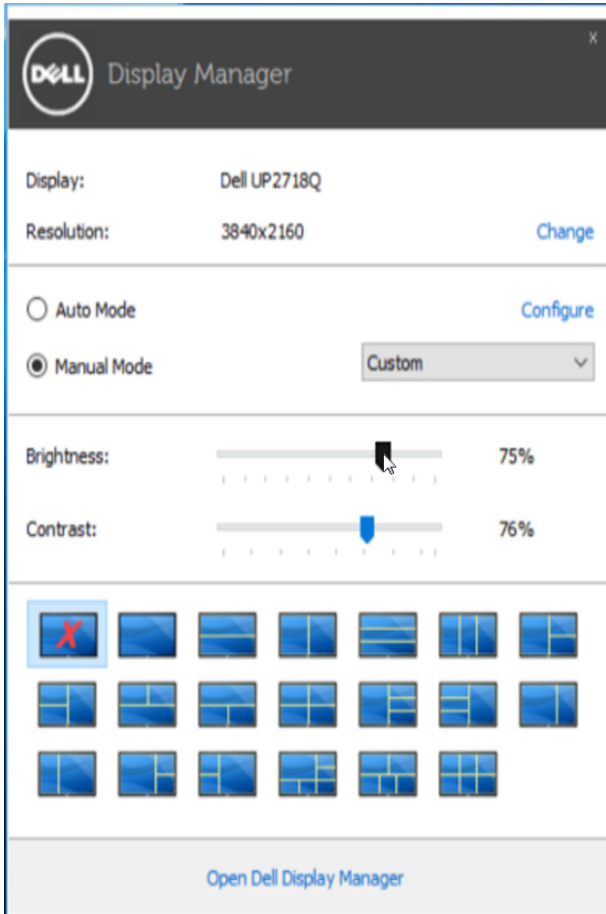 DELL Display Manager x
Display: Dell UP2718Q
Resolution: 3840x2160 Change
Auto Mode Configure
Manual Mode Custom
Brightness: 75%
Contrast: 76%
Open Dell Display Manager